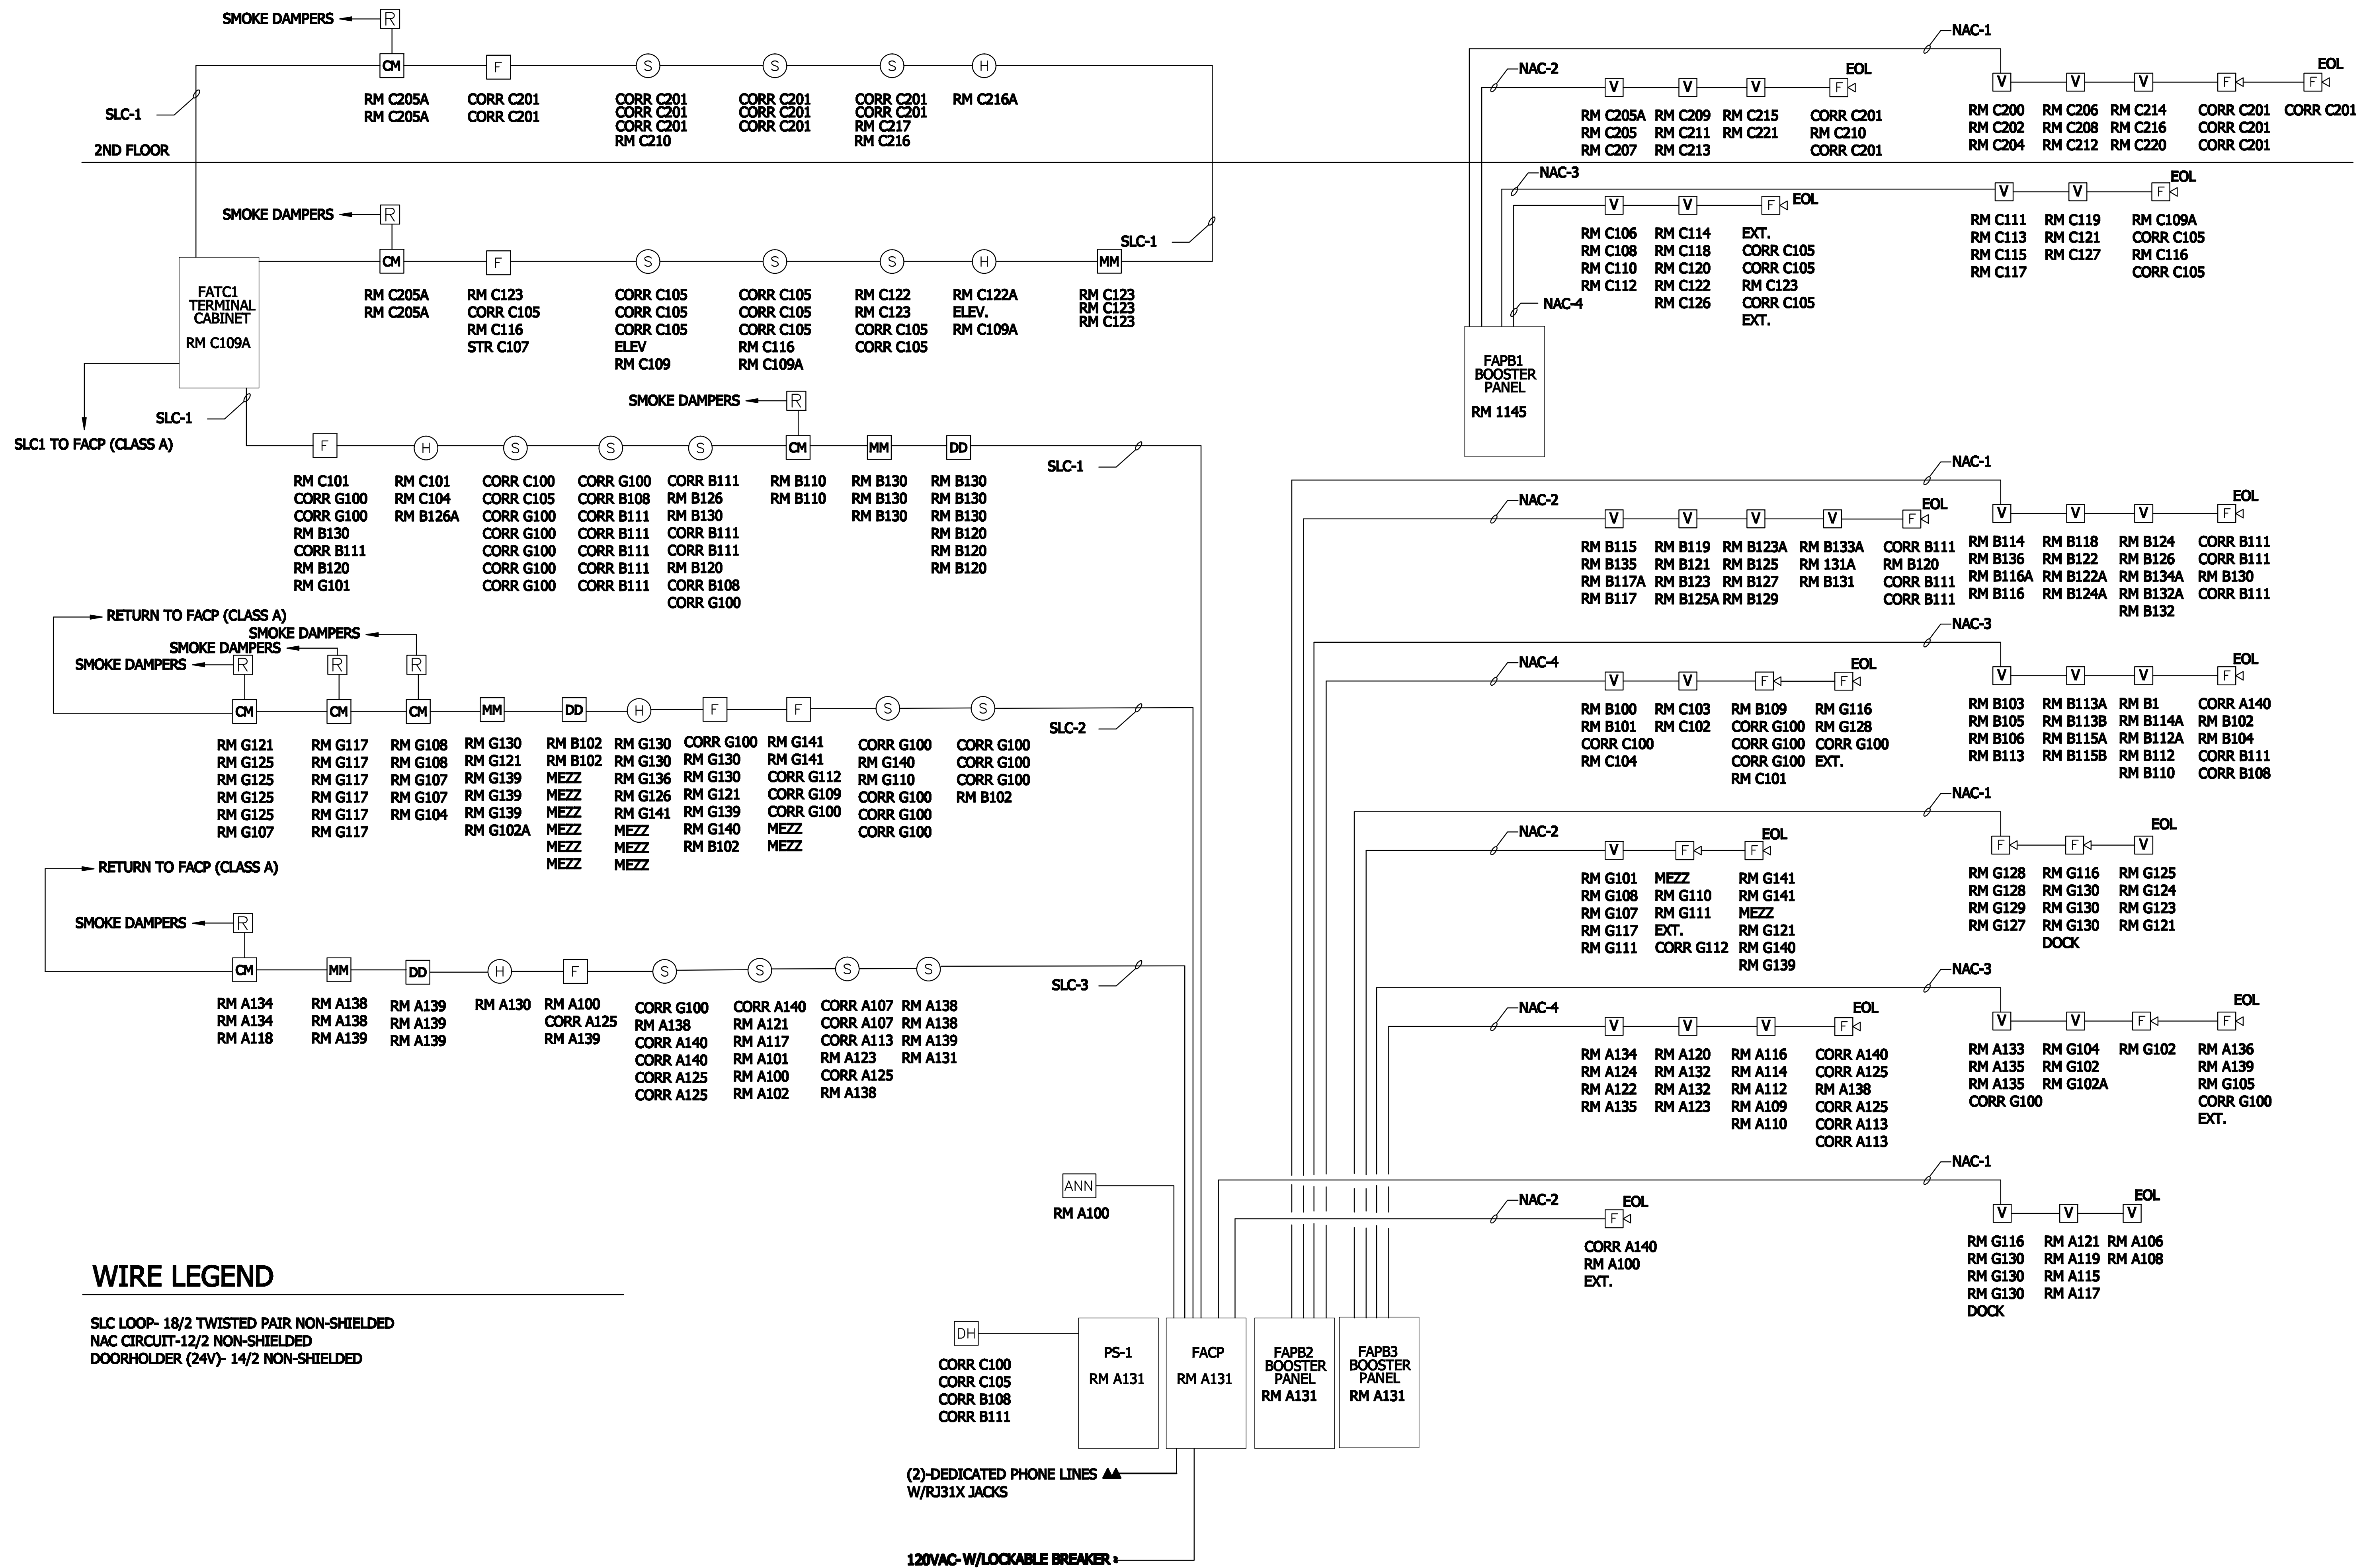 SMOKE DAMPERS
R
CM
F
S
S
S
H
RM C205A
RM C205A
CORR C201
CORR C201
CORR C201
CORR C201
CORR C201
RM C210
CORR C201
CORR C201
CORR C201
CORR C201
CORR C201
RM C217
RM C216
RM C216A
SLC-1
2ND FLOOR
SMOKE DAMPERS
R
CM
F
S
S
S
H
MM
SLC-1
RM C205A
RM C205A
RM C123
CORR C105
RM C116
STR C107
CORR C105
CORR C105
CORR C105
ELEV
RM C109
CORR C105
CORR C105
CORR C105
RM C116
RM C109A
RM C122
RM C123
CORR C105
CORR C105
RM C122A
ELEV.
RM C109A
RM C123
RM C123
RM C123
FATC1
TERMINAL
CABINET
RM C109A
SLC1 TO FACP (CLASS A)
SLC-1
SMOKE DAMPERS
R
F
H
S
S
S
CM
MM
DD
SLC-1
RM C101
CORR G100
CORR G100
RM B130
CORR B111
RM B120
RM G101
RM C101
RM C104
RM B126A
CORR C100
CORR C105
CORR G100
CORR G100
CORR G100
CORR G100
CORR G100
CORR G100
CORR B108
CORR B111
CORR B111
CORR B111
CORR B111
CORR B111
CORR B111
RM B126
RM B130
CORR B111
CORR B111
RM B120
CORR B108
CORR G100
RM B110
RM B110
RM B130
RM B130
RM B130
RM B130
RM B130
RM B130
RM B120
RM B120
RM B120
RETURN TO FACP (CLASS A)
SMOKE DAMPERS
SMOKE DAMPERS
SMOKE DAMPERS
R
R
R
CM
CM
CM
MM
DD
H
F
F
S
S
SLC-2
RM G121
RM G125
RM G125
RM G125
RM G125
RM G107
RM G117
RM G117
RM G117
RM G117
RM G117
RM G117
RM G108
RM G108
RM G107
RM G107
RM G104
RM G130
RM G121
RM G139
RM G139
RM G139
RM G102A
RM B102
RM B102
MEZZ
MEZZ
MEZZ
MEZZ
MEZZ
MEZZ
RM G130
RM G130
RM G136
RM G126
RM G141
MEZZ
MEZZ
MEZZ
CORR G100
RM G130
RM G130
RM G121
RM G139
RM G140
RM B102
RM G141
RM G141
CORR G112
CORR G109
CORR G100
MEZZ
MEZZ
CORR G100
RM G140
RM G110
CORR G100
CORR G100
CORR G100
CORR G100
CORR G100
CORR G100
RM B102
RETURN TO FACP (CLASS A)
SMOKE DAMPERS
R
CM
MM
DD
H
F
S
S
S
S
SLC-3
RM A134
RM A134
RM A118
RM A138
RM A138
RM A139
RM A139
RM A139
RM A139
RM A130
RM A100
CORR A125
RM A139
CORR G100
RM A138
CORR A140
CORR A140
CORR A125
CORR A125
CORR A140
RM A121
RM A117
RM A101
RM A100
RM A102
CORR A107
CORR A107
CORR A113
RM A123
CORR A125
RM A138
RM A138
RM A138
RM A139
RM A131
ANN
RM A100
WIRE LEGEND
SLC LOOP- 18/2 TWISTED PAIR NON-SHIELDED
NAC CIRCUIT-12/2 NON-SHIELDED
DOORHOLDER (24V)- 14/2 NON-SHIELDED
DH
CORR C100
CORR C105
CORR B108
CORR B111
PS-1
RM A131
FACP
RM A131
FAPB2
BOOSTER
PANEL
RM A131
FAPB3
BOOSTER
PANEL
RM A131
(2)-DEDICATED PHONE LINES
W/RJ31X JACKS
120VAC- W/LOCKABLE BREAKER
NAC-1
V
V
V
F
F
EOL
RM C200
RM C202
RM C204
RM C206
RM C208
RM C212
RM C214
RM C216
RM C220
CORR C201
CORR C201
CORR C201
CORR C201
NAC-2
V
V
V
F
EOL
RM C205A
RM C205
RM C207
RM C209
RM C211
RM C213
RM C215
RM C221
CORR C201
RM C210
CORR C201
NAC-3
V
V
F
EOL
RM C111
RM C113
RM C115
RM C117
RM C119
RM C121
RM C127
RM C109A
CORR C105
RM C116
CORR C105
V
V
F
EOL
RM C106
RM C108
RM C110
RM C112
RM C114
RM C118
RM C120
RM C122
RM C126
EXT.
CORR C105
CORR C105
RM C123
CORR C105
EXT.
NAC-4
FAPB1
BOOSTER
PANEL
RM 1145
NAC-1
V
V
V
F
EOL
RM B114
RM B136
RM B116A
RM B116
RM B118
RM B122
RM B122A
RM B124A
RM B124
RM B126
RM B134A
RM B132A
RM B132
CORR B111
CORR B111
RM B130
CORR B111
NAC-2
V
V
V
V
F
EOL
RM B115
RM B135
RM B117A
RM B117
RM B119
RM B121
RM B123
RM B125A
RM B123A
RM B125
RM B127
RM B129
RM B133A
RM 131A
RM B131
CORR B111
RM B120
CORR B111
CORR B111
NAC-3
V
V
V
F
EOL
RM B103
RM B105
RM B106
RM B113
RM B113A
RM B113B
RM B115A
RM B115B
RM B1
RM B114A
RM B112A
RM B112
RM B110
CORR A140
RM B102
RM B104
CORR B111
CORR B108
NAC-4
V
V
F
F
EOL
RM B100
RM B101
CORR C100
RM C104
RM C103
RM C102
RM B109
CORR G100
CORR G100
CORR G100
RM C101
RM G116
RM G128
CORR G100
EXT.
NAC-1
F
F
V
EOL
RM G128
RM G128
RM G129
RM G127
RM G116
RM G130
RM G130
RM G130
DOCK
RM G125
RM G124
RM G123
RM G121
NAC-2
V
F
F
EOL
RM G101
RM G108
RM G107
RM G117
RM G111
MEZZ
RM G110
RM G111
EXT.
CORR G112
RM G141
RM G141
MEZZ
RM G121
RM G140
RM G139
NAC-3
V
V
F
F
EOL
RM A133
RM A135
RM A135
CORR G100
RM G104
RM G102
RM G102A
RM G102
RM A136
RM A139
RM G105
CORR G100
EXT.
NAC-4
V
V
V
F
EOL
RM A134
RM A124
RM A122
RM A135
RM A120
RM A132
RM A132
RM A123
RM A116
RM A114
RM A112
RM A109
RM A110
CORR A140
CORR A125
RM A138
CORR A125
CORR A113
CORR A113
NAC-1
V
V
V
EOL
RM G116
RM G130
RM G130
RM G130
DOCK
RM A121
RM A119
RM A115
RM A117
RM A106
RM A108
NAC-2
F
EOL
CORR A140
RM A100
EXT.